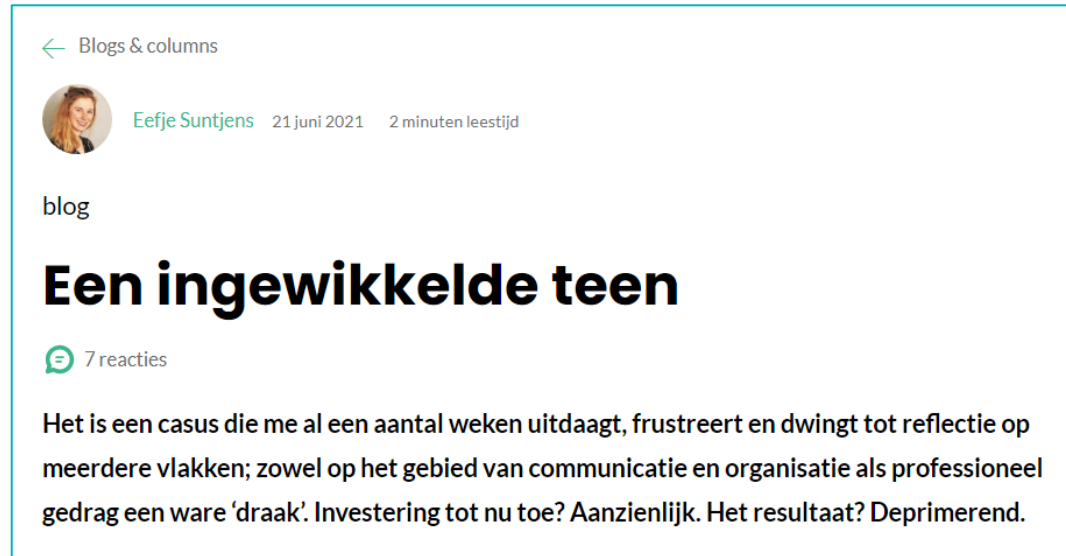 Blogs & columns
Eefje Suntjens 21 juni 2021 2 minuten leestijd
blog
Een ingewikkelde teen
7 reacties
Het is een casus die me al een aantal weken uitdaagt, frustreert en dwingt tot reflectie op
meerdere vlakken; zowel op het gebied van communicatie en organisatie als professioneel
gedrag een ware ‘draak’. Investering tot nu toe? Aanzienlijk. Het resultaat? Deprimerend.